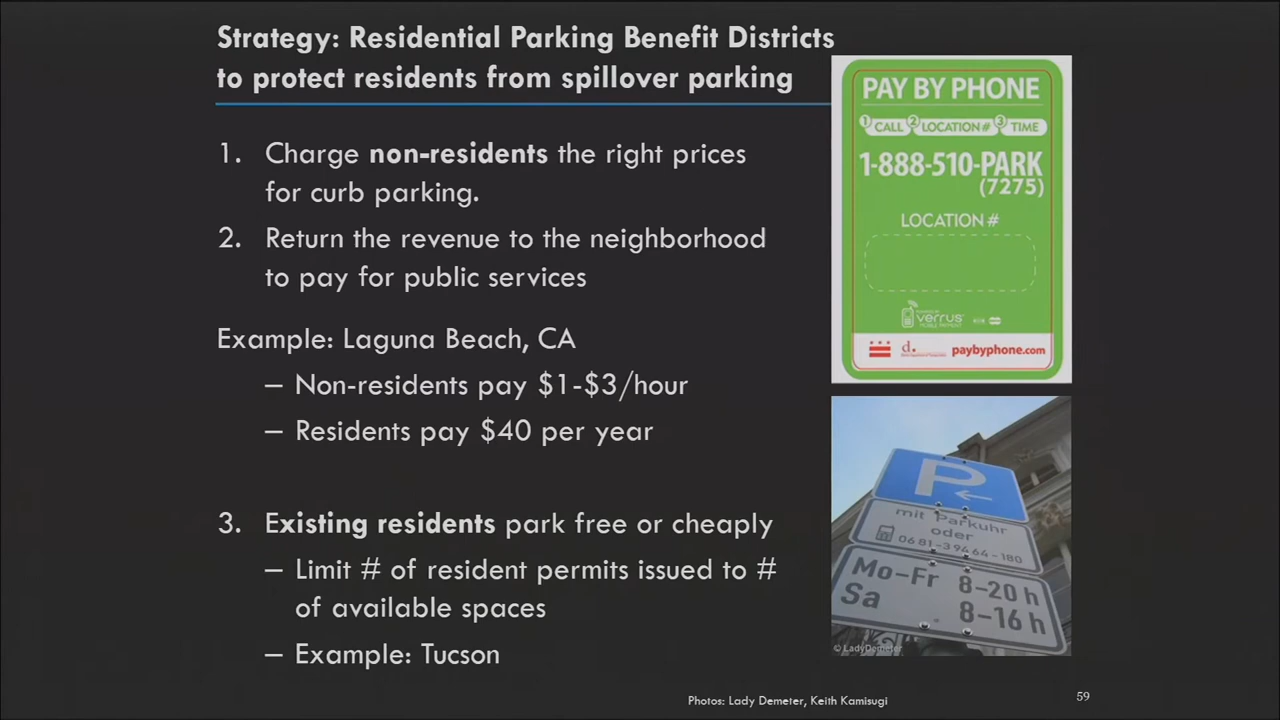 Strategy: Residential Parking Benefit Districts
to protect residents from spillover parking
1. Charge non-residents the right prices
for curb parking.
2. Return the revenue to the neighborhood
to pay for public services
Example: Laguna Beach, CA
– Non-residents pay $1-$3/hour
– Residents pay $40 per year
3. Existing residents park free or cheaply
– Limit # of resident permits issued to #
of available spaces
– Example: Tucson
PAY BY PHONE
1 CALL 2 LOCATION# 3 TIME
1-888-510-PARK
(7275)
LOCATION #
verrus
d.
paybyphone.com
P
mit Parkuhr
oder
0681-39464-180
Mo-Fr 8-20 h
Sa 8-16 h
© LadyDemeter
Photos: Lady Demeter, Keith Kamisugi
59